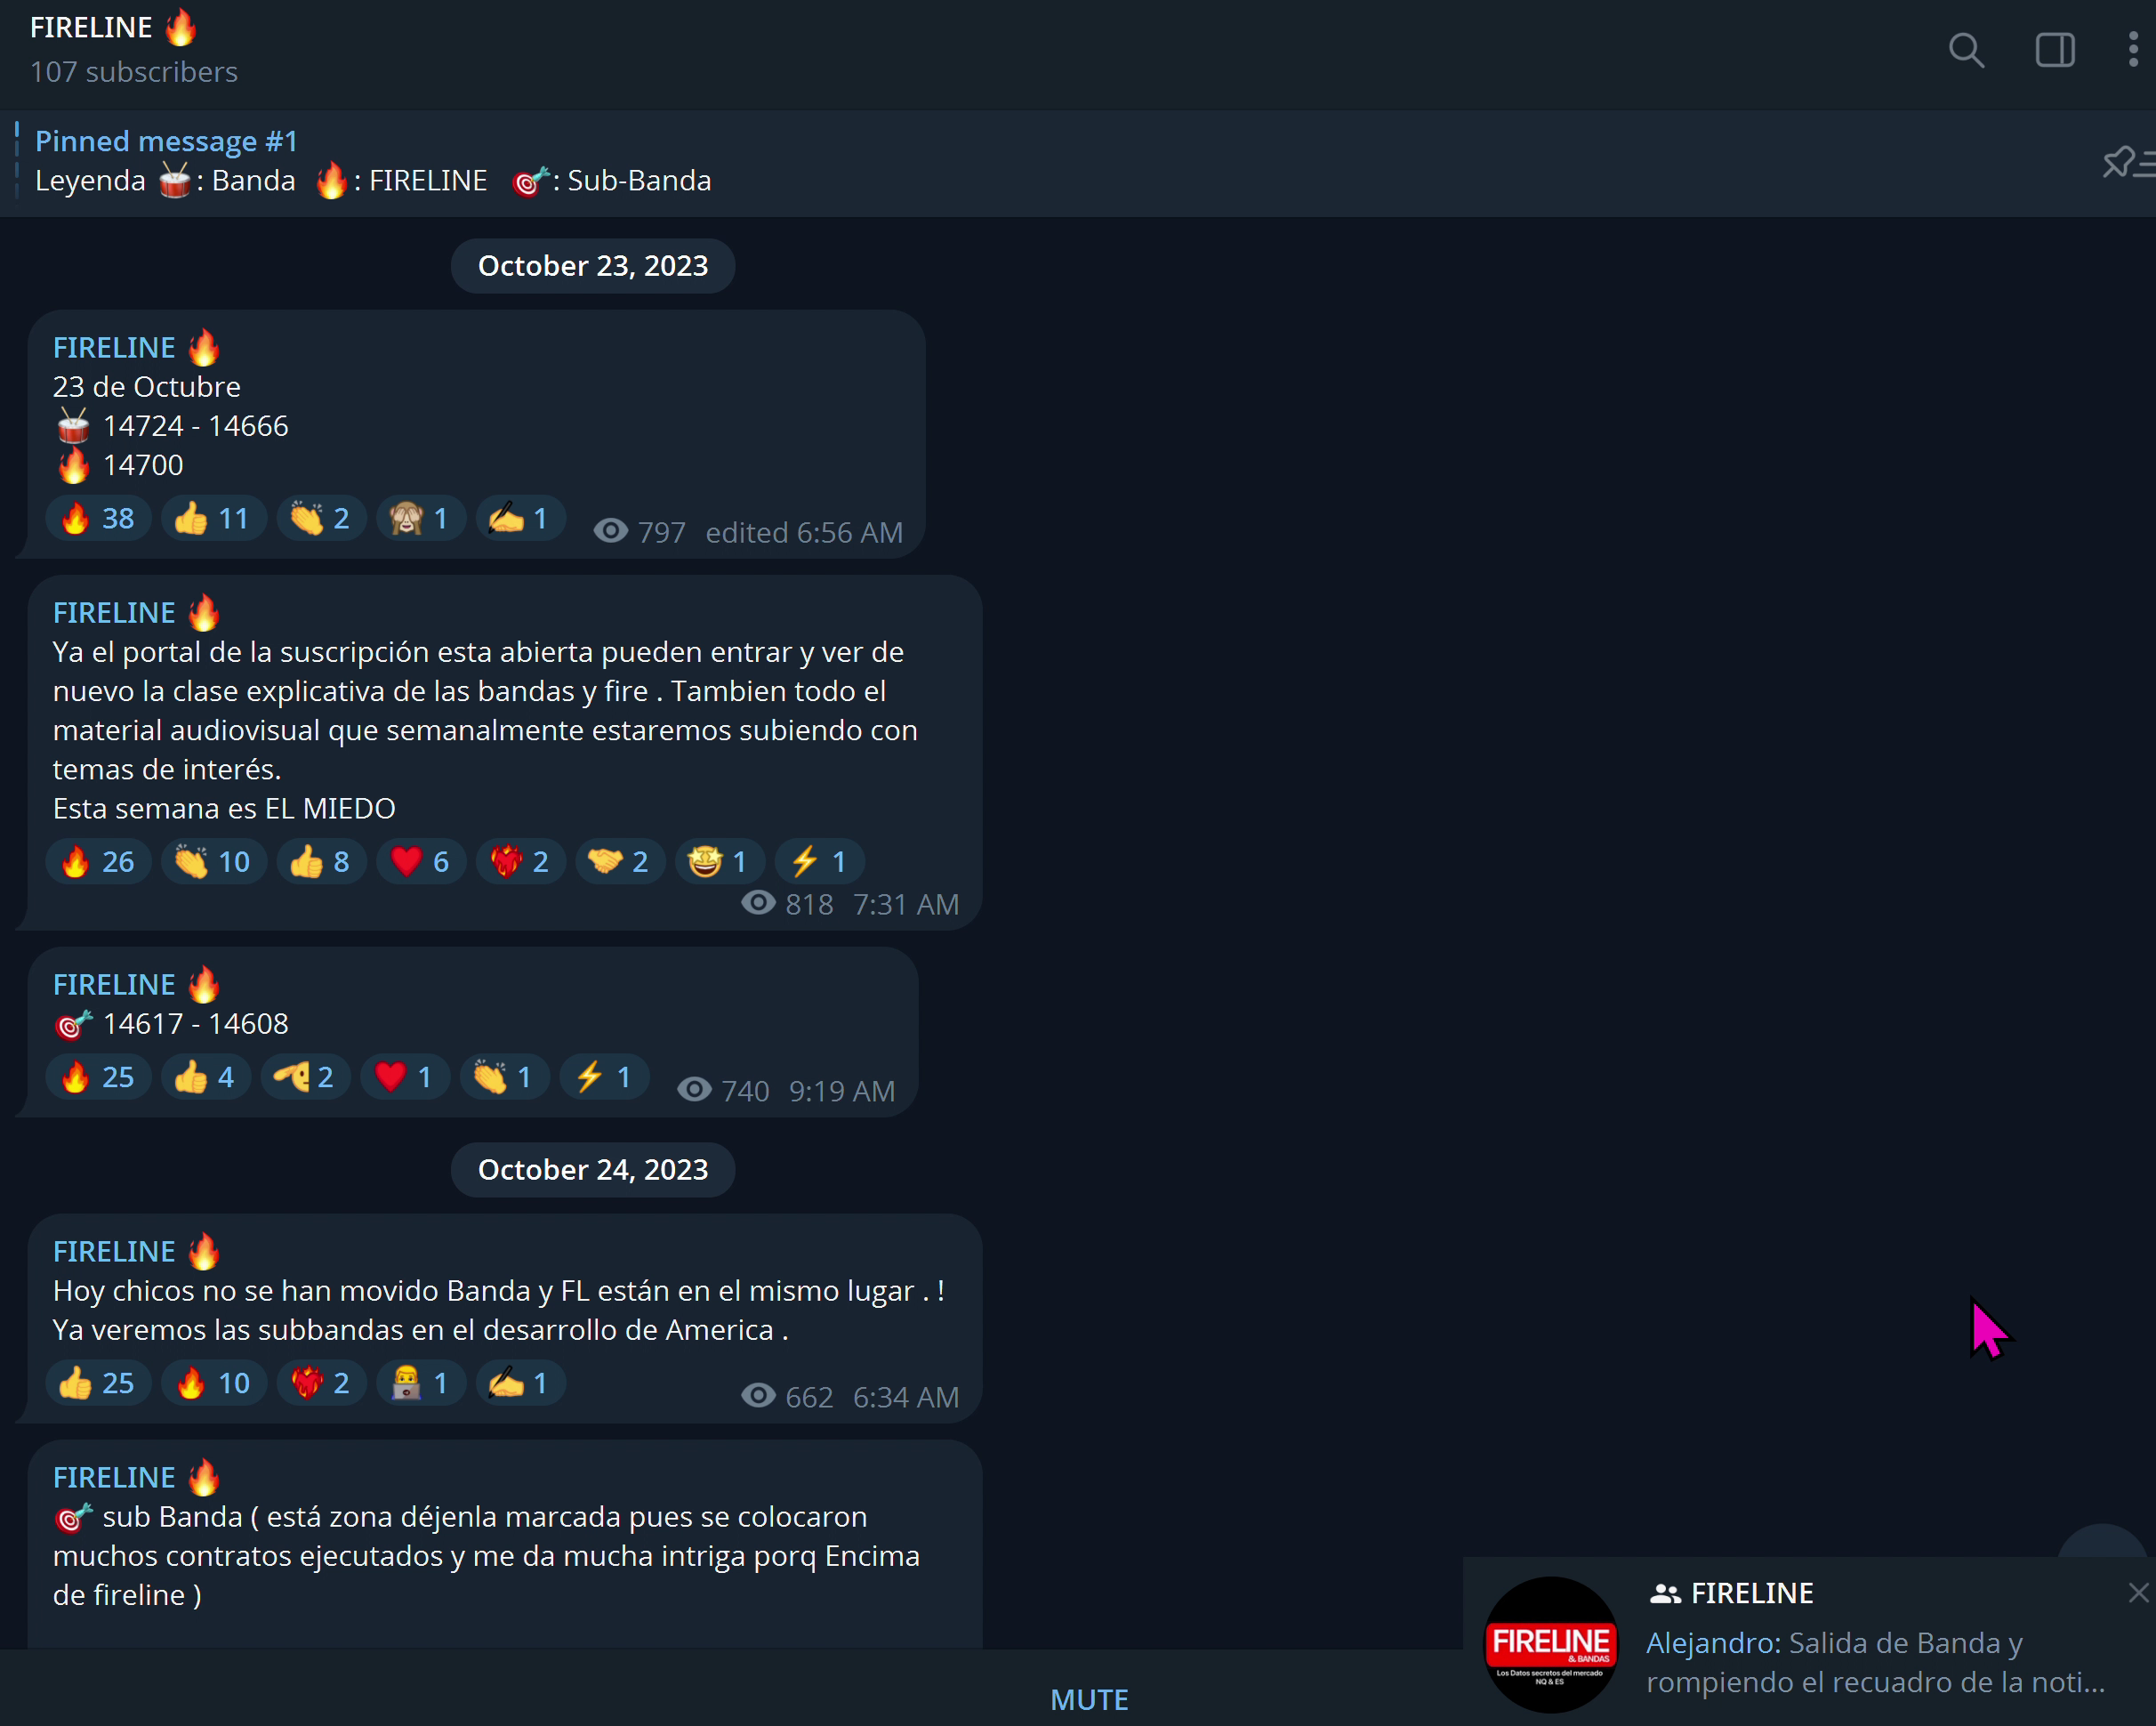 FIRELINE 🔥
107 subscribers
Pinned message #1
Leyenda 🥁: Banda 🔥: FIRELINE 🎯: Sub-Banda
October 23, 2023
FIRELINE 🔥
23 de Octubre
🥁 14724 - 14666
🔥 14700
🔥 38 👍 11 👏 2 🙈 1 ✍ 1 797 edited 6:56 AM
FIRELINE 🔥
Ya el portal de la suscripción esta abierta pueden entrar y ver de
nuevo la clase explicativa de las bandas y fire . Tambien todo el
material audiovisual que semanalmente estaremos subiendo con
temas de interés.
Esta semana es EL MIEDO
🔥 26 👏 10 👍 8 ❤ 6 ❤️‍🔥 2 🤝 2 🤩 1 ⚡ 1
818 7:31 AM
FIRELINE 🔥
🎯 14617 - 14608
🔥 25 👍 4 🫡 2 ❤ 1 👏 1 ⚡ 1 740 9:19 AM
October 24, 2023
FIRELINE 🔥
Hoy chicos no se han movido Banda y FL están en el mismo lugar . !
Ya veremos las subbandas en el desarrollo de America .
👍 25 🔥 10 ❤️‍🔥 2 👨‍💻 1 ✍ 1 662 6:34 AM
FIRELINE 🔥
🎯 sub Banda ( está zona déjenla marcada pues se colocaron
muchos contratos ejecutados y me da mucha intriga porq Encima
de fireline )
MUTE
FIRELINE
Alejandro: Salida de Banda y
rompiendo el recuadro de la noti...
FIRELINE
& BANDAS
Los Datos secretos del mercado
NQ & ES